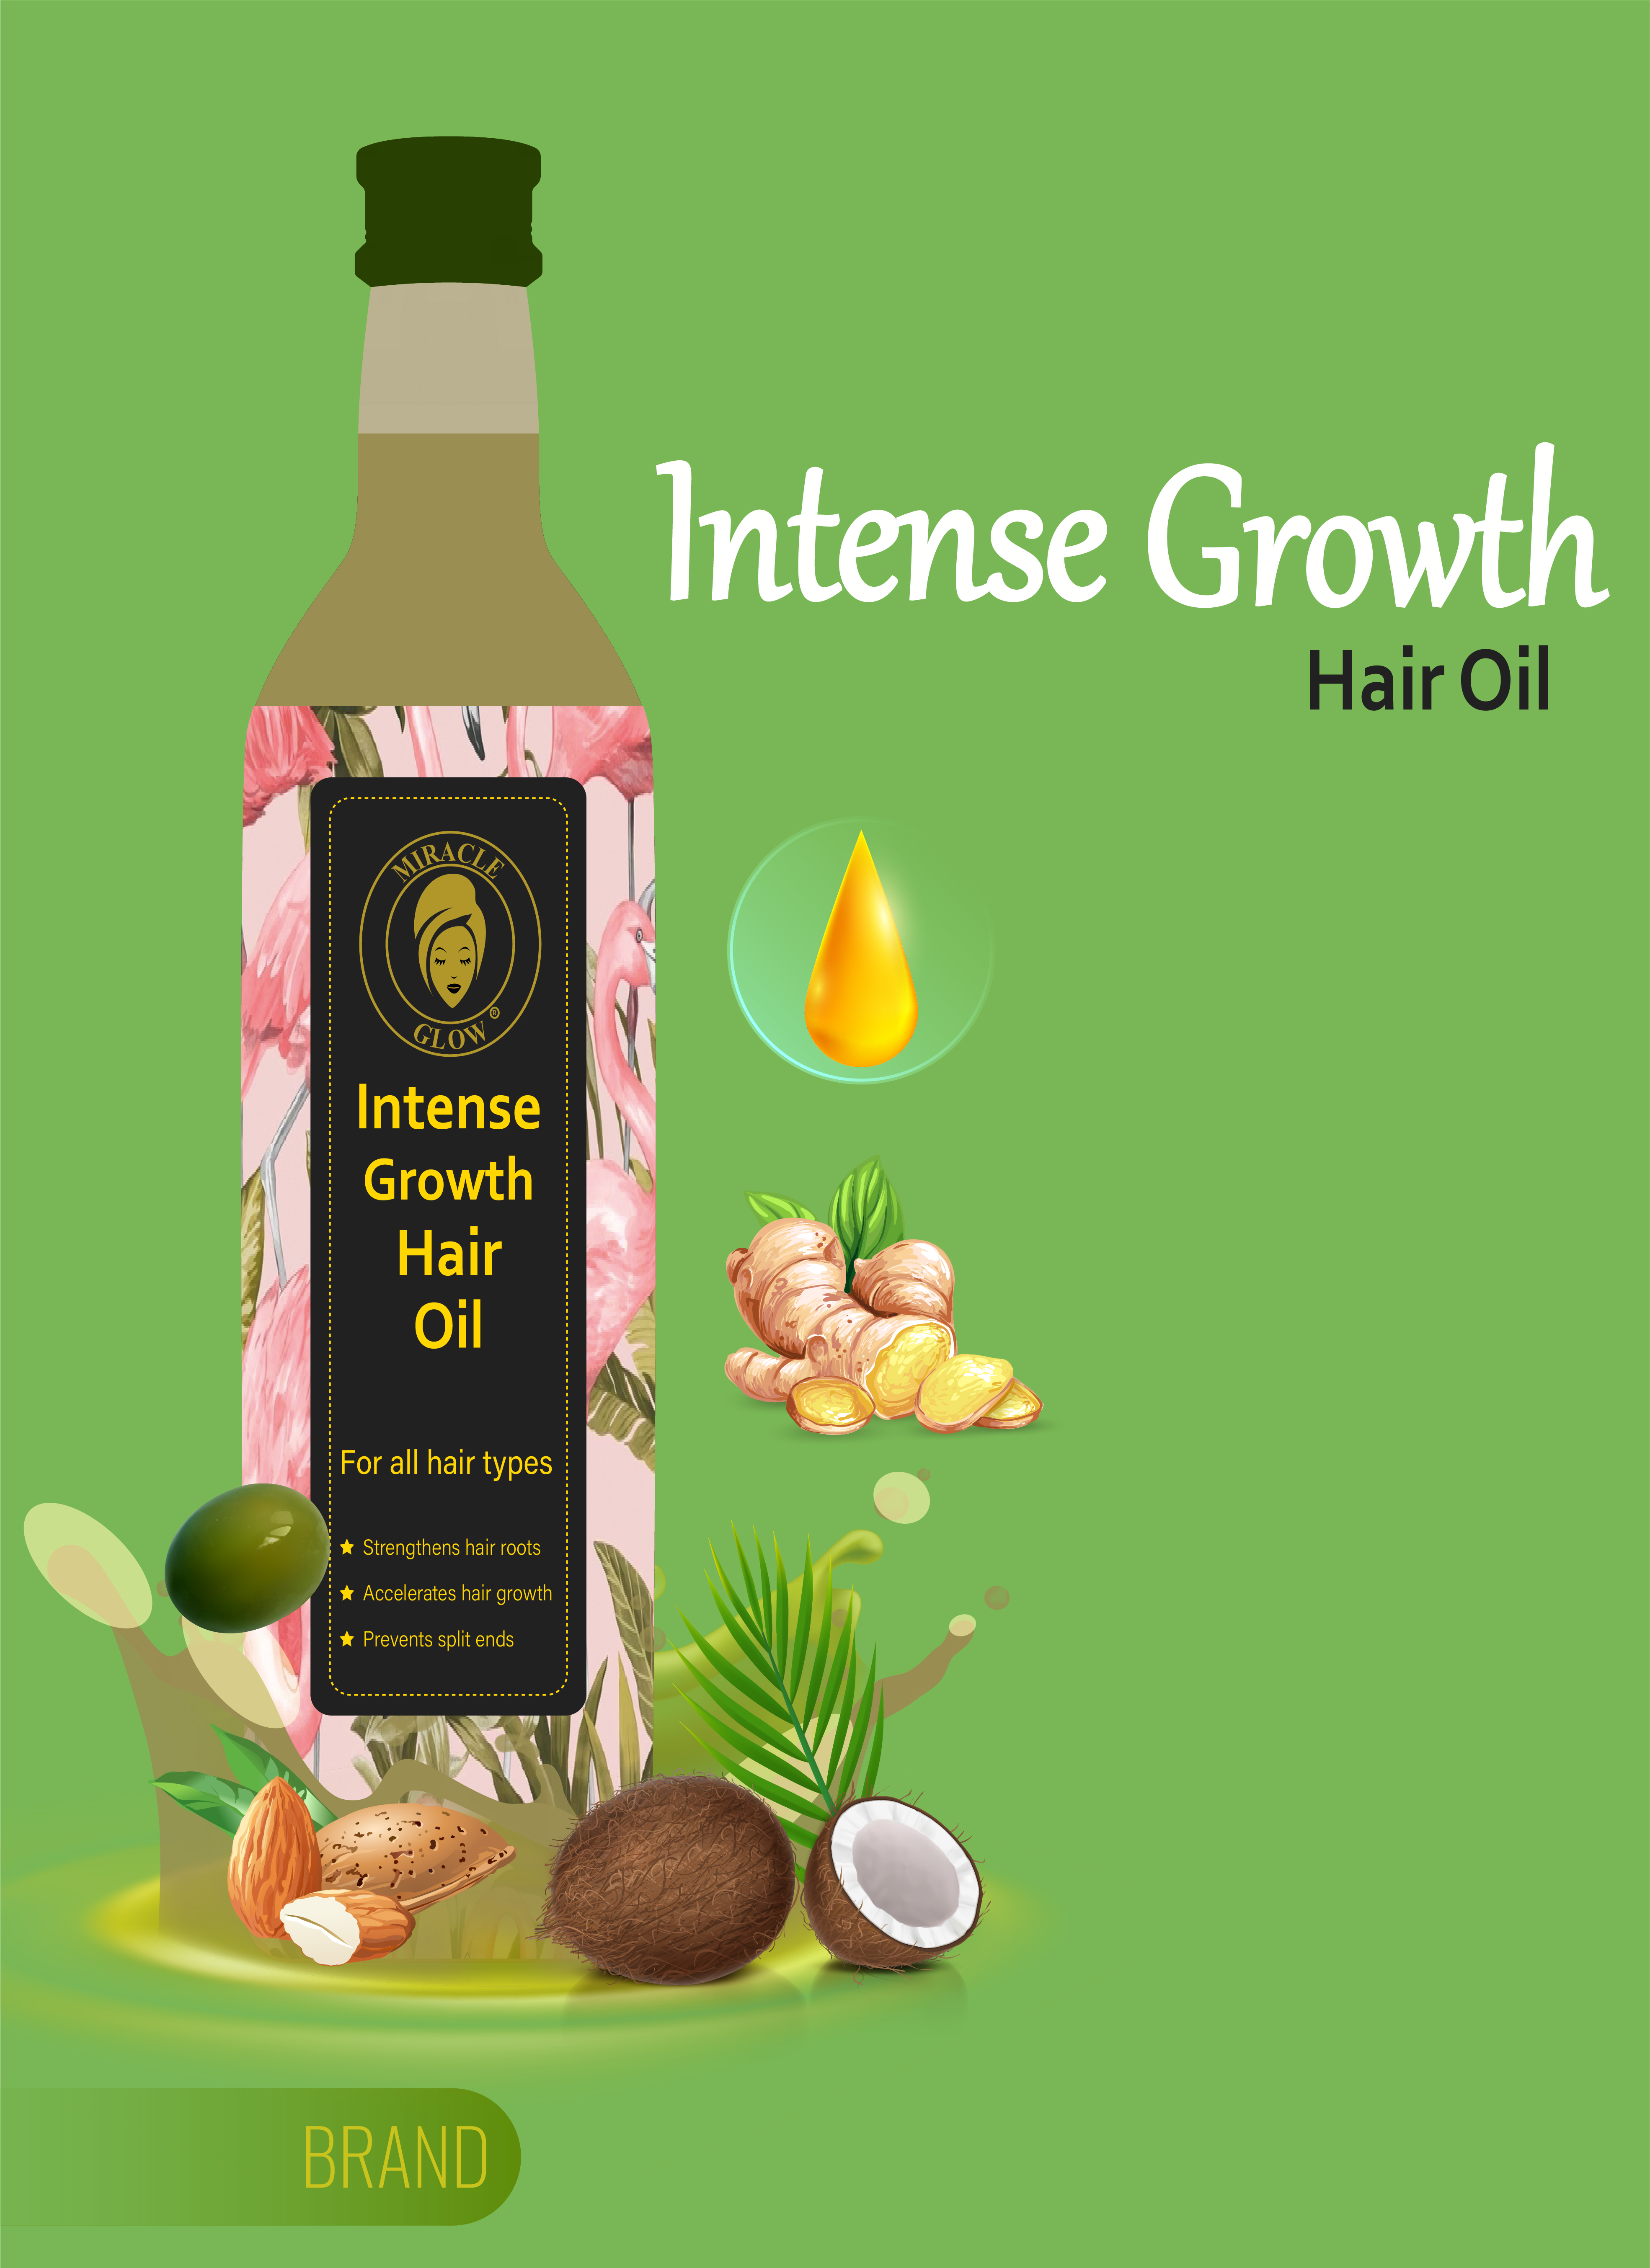 Intense Growth
Hair Oil
MIRACLE
GLOW®
Intense
Growth
Hair
Oil
For all hair types
★ Strengthens hair roots
★ Accelerates hair growth
★ Prevents split ends
BRAND